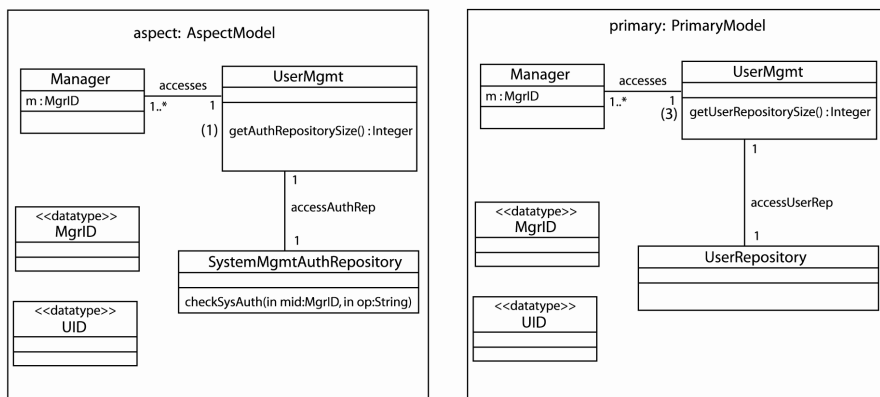 aspect: AspectModel
Manager
m : MgrID
accesses
1..*
1
(1)
UserMgmt
getAuthRepositorySize() : Integer
1
accessAuthRep
1
SystemMgmtAuthRepository
checkSysAuth(in mid:MgrID, in op:String)
<<datatype>>
MgrID
<<datatype>>
UID
primary: PrimaryModel
Manager
m : MgrID
accesses
1..*
1
(3)
UserMgmt
getUserRepositorySize() : Integer
1
accessUserRep
1
UserRepository
<<datatype>>
MgrID
<<datatype>>
UID